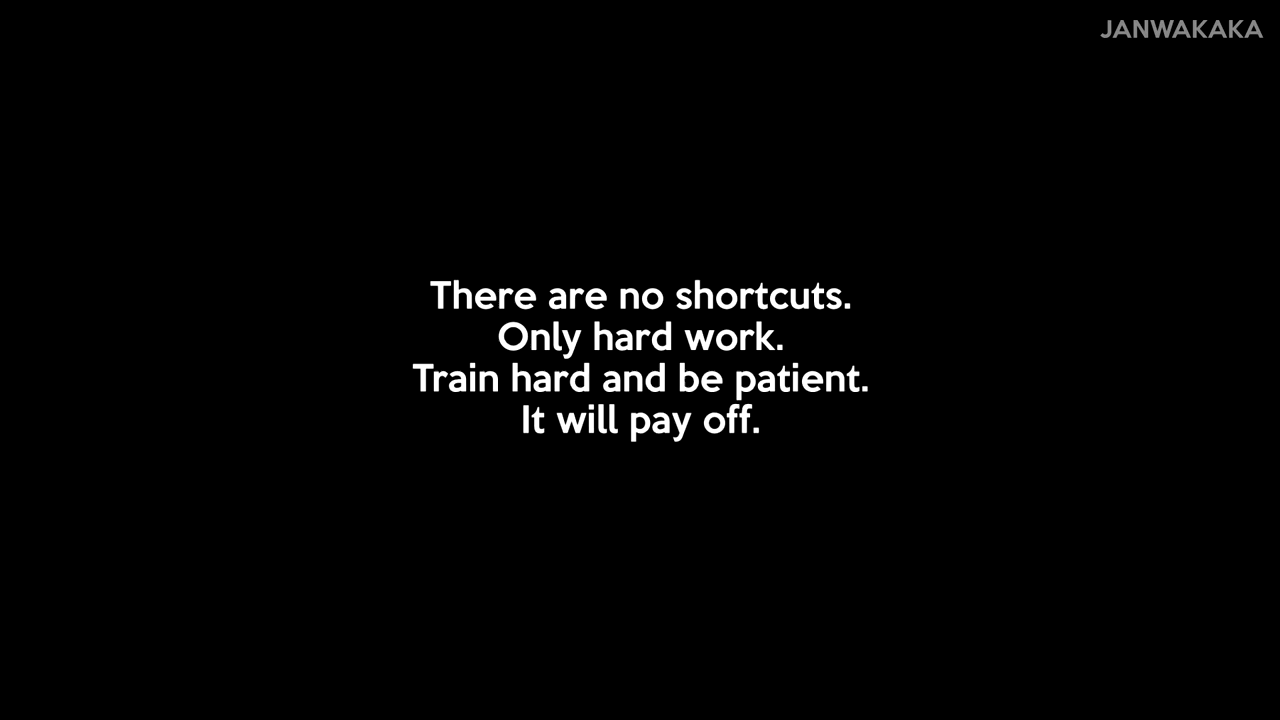 JANWAKAKA
There are no shortcuts.
Only hard work.
Train hard and be patient.
It will pay off.